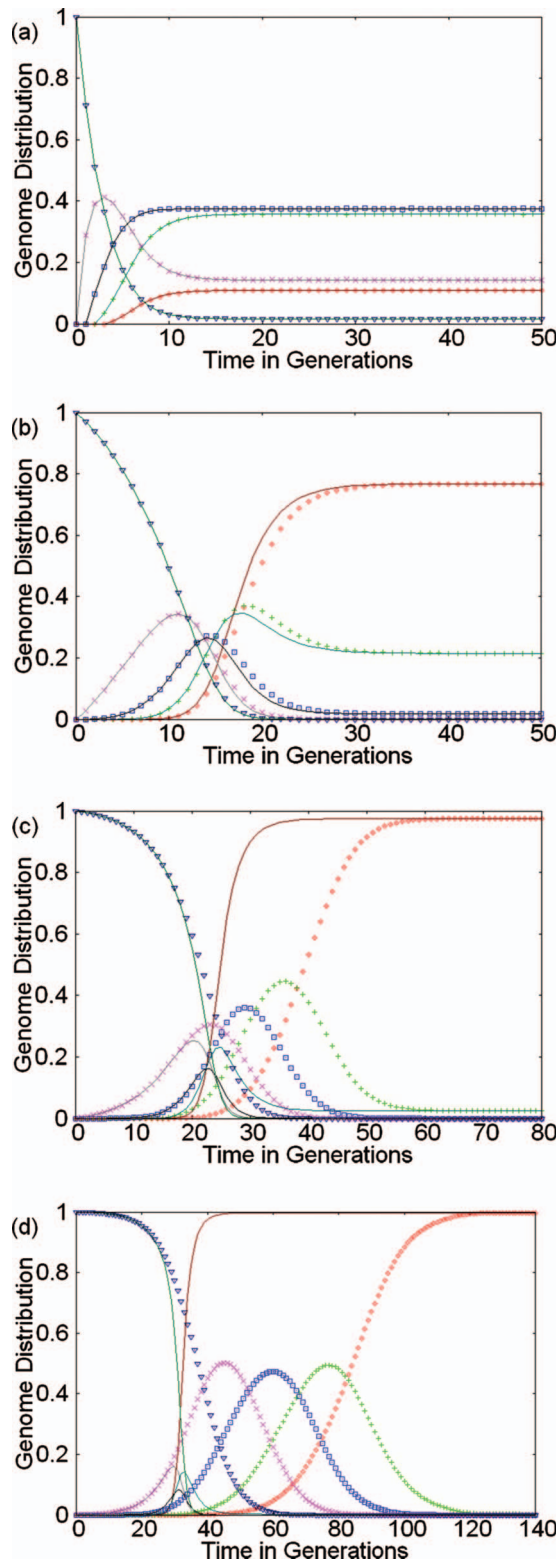 (a)
1
0.8
0.6
0.4
0.2
0
Genome Distribution
0 10 20 30 40 50
Time in Generations
(b)
1
0.8
0.6
0.4
0.2
0
Genome Distribution
0 10 20 30 40 50
Time in Generations
(c)
1
0.8
0.6
0.4
0.2
0
Genome Distribution
0 10 20 30 40 50 60 70 80
Time in Generations
(d)
1
0.8
0.6
0.4
0.2
0
Genome Distribution
0 20 40 60 80 100 120 140
Time in Generations